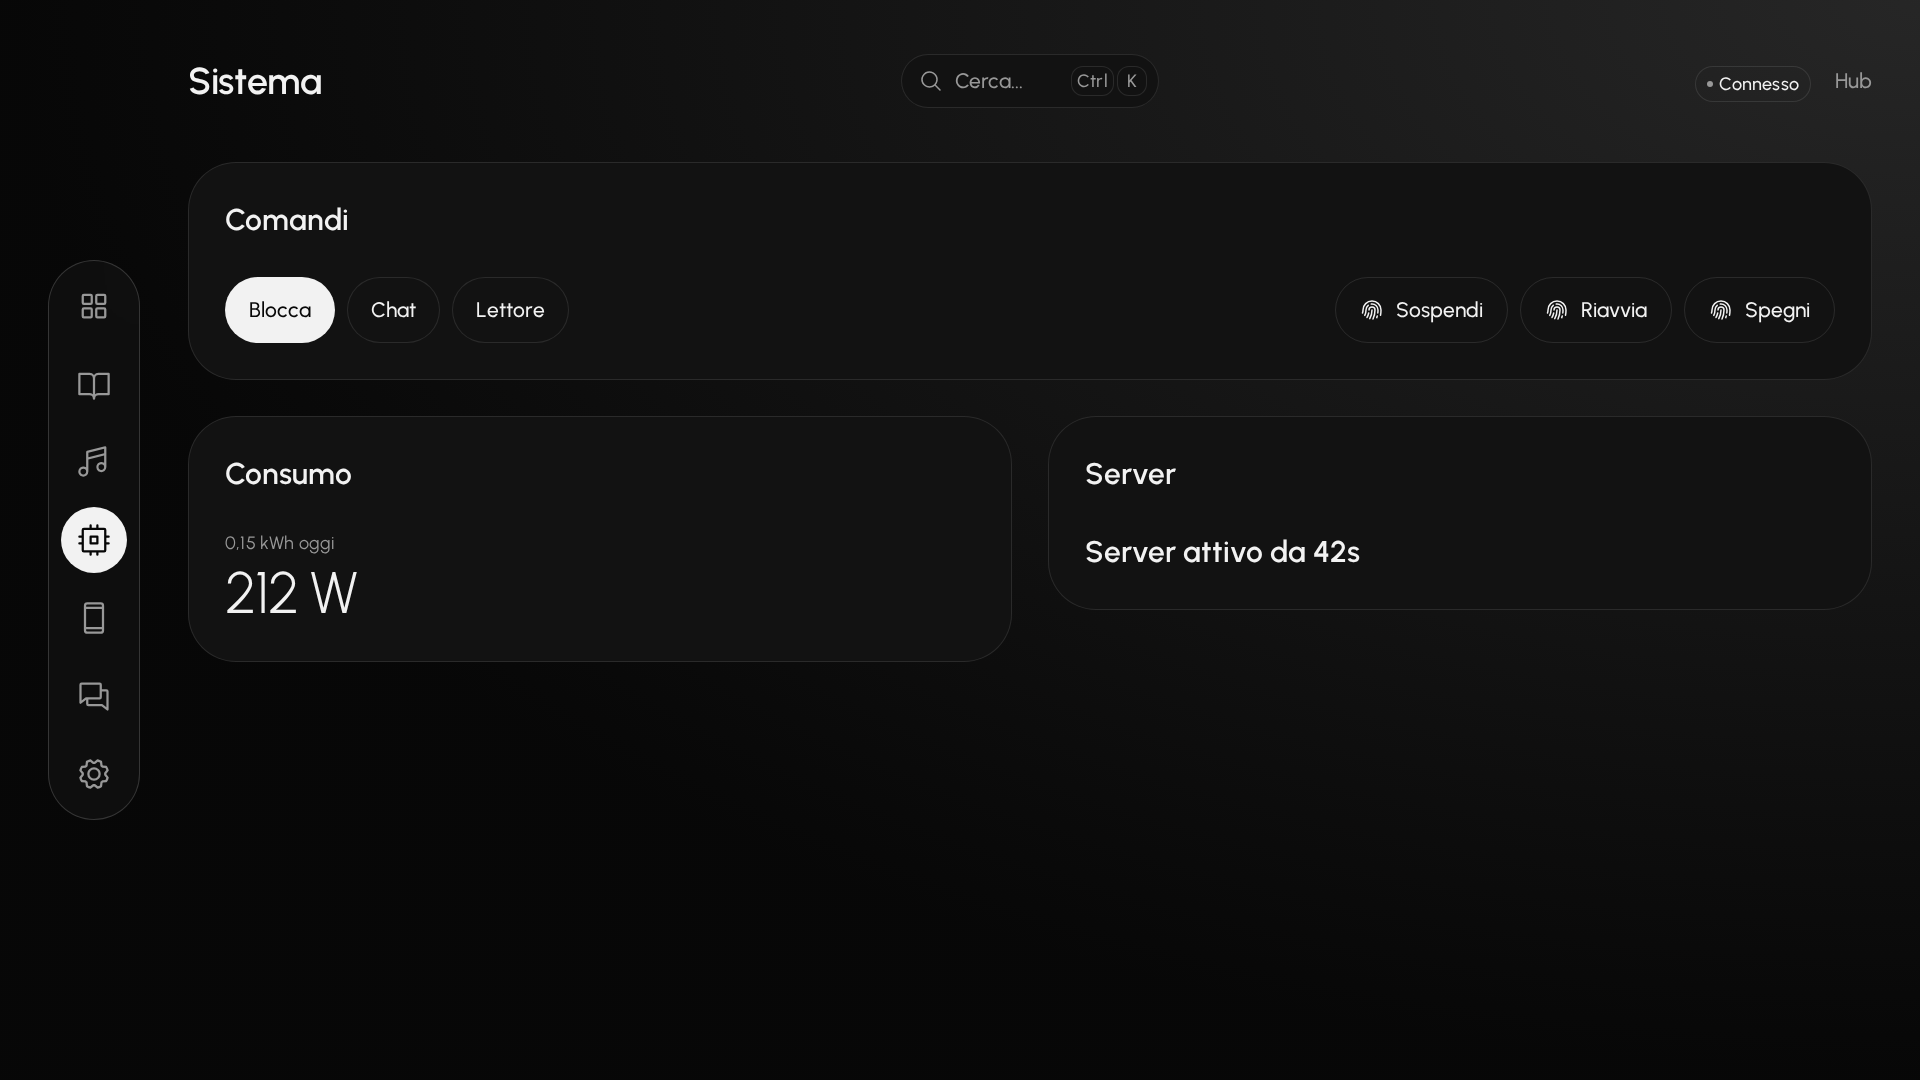 Sistema
Cerca...
Ctrl K
Connesso
Hub
Comandi
Blocca
Chat
Lettore
Sospendi
Riavvia
Spegni
Consumo
0,15 kWh oggi
212 W
Server
Server attivo da 42s